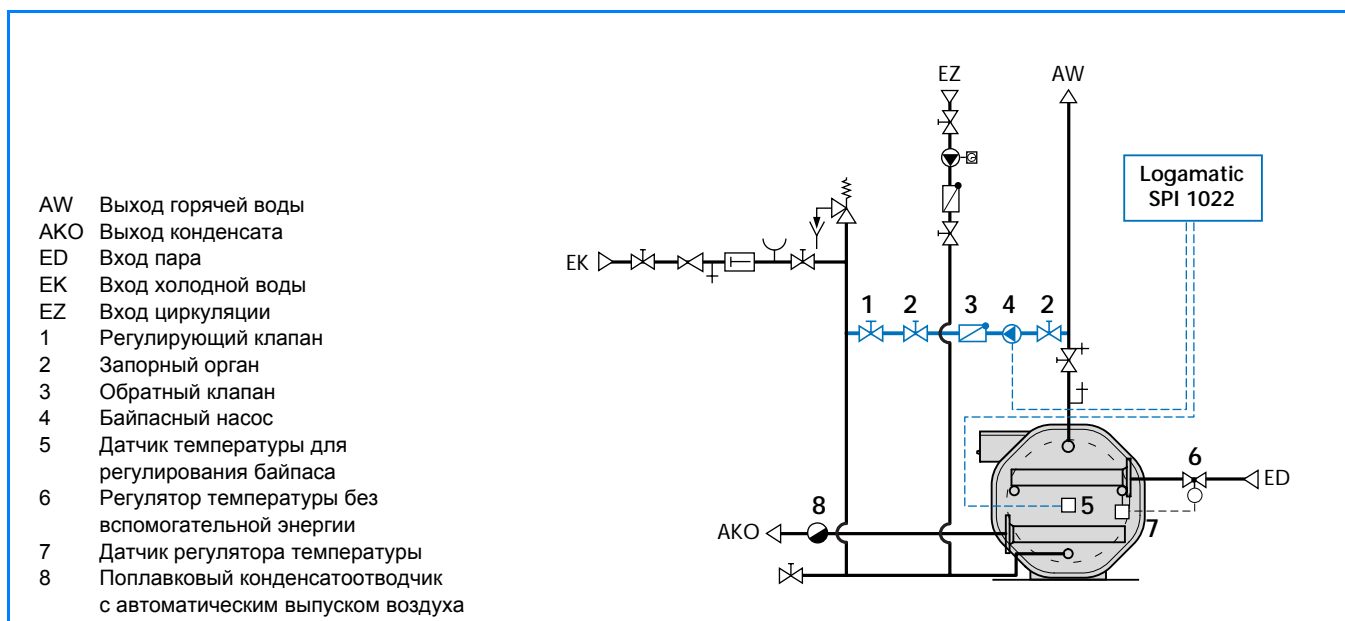 AW Выход горячей воды
AKO Выход конденсата
ED Вход пара
EK Вход холодной воды
EZ Вход циркуляции
1 Регулирующий клапан
2 Запорный орган
3 Обратный клапан
4 Байпасный насос
5 Датчик температуры для
регулирования байпаса
6 Регулятор температуры без
вспомогательной энергии
7 Датчик регулятора температуры
8 Поплавковый конденсатоотводчик
с автоматическим выпуском воздуха
EZ
AW
Logamatic
SPI 1022
EK
1 2 3 4 2
6
ED
5
7
8
AKO